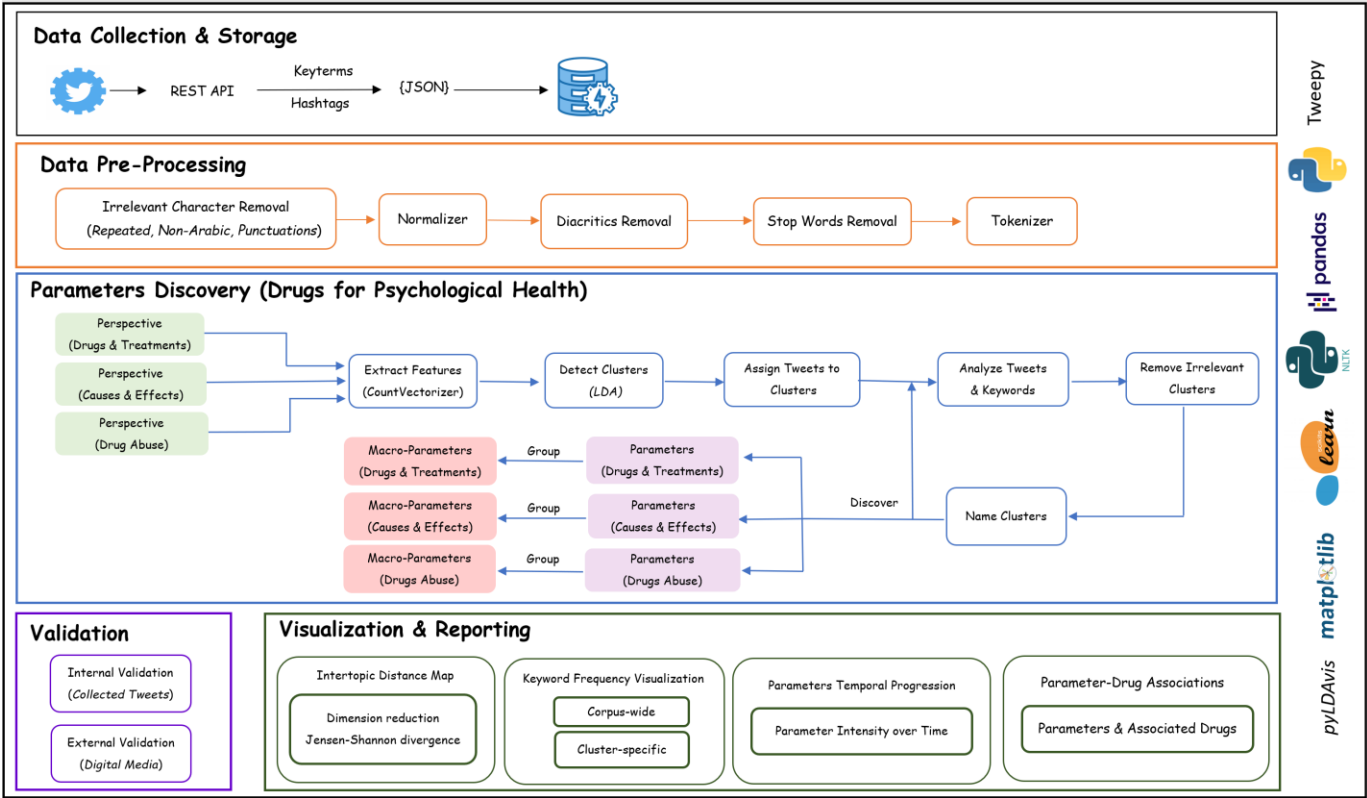 Data Collection & Storage
REST API
Keyterms
Hashtags
{JSON}
Data Pre-Processing
Irrelevant Character Removal
(Repeated, Non-Arabic, Punctuations)
Normalizer
Diacritics Removal
Stop Words Removal
Tokenizer
Parameters Discovery (Drugs for Psychological Health)
Perspective
(Drugs & Treatments)
Perspective
(Causes & Effects)
Perspective
(Drug Abuse)
Extract Features
(CountVectorizer)
Detect Clusters
(LDA)
Assign Tweets to
Clusters
Analyze Tweets
& Keywords
Remove Irrelevant
Clusters
Macro-Parameters
(Drugs & Treatments)
Group
Parameters
(Drugs & Treatments)
Macro-Parameters
(Causes & Effects)
Group
Parameters
(Causes & Effects)
Discover
Name Clusters
Macro-Parameters
(Drugs Abuse)
Group
Parameters
(Drugs Abuse)
Validation
Internal Validation
(Collected Tweets)
External Validation
(Digital Media)
Visualization & Reporting
Intertopic Distance Map
Dimension reduction
Jensen-Shannon divergence
Keyword Frequency Visualization
Corpus-wide
Cluster-specific
Parameters Temporal Progression
Parameter Intensity over Time
Parameter-Drug Associations
Parameters & Associated Drugs
Tweepy
pandas
NLTK
learn
matplotlib
pyLDAvis